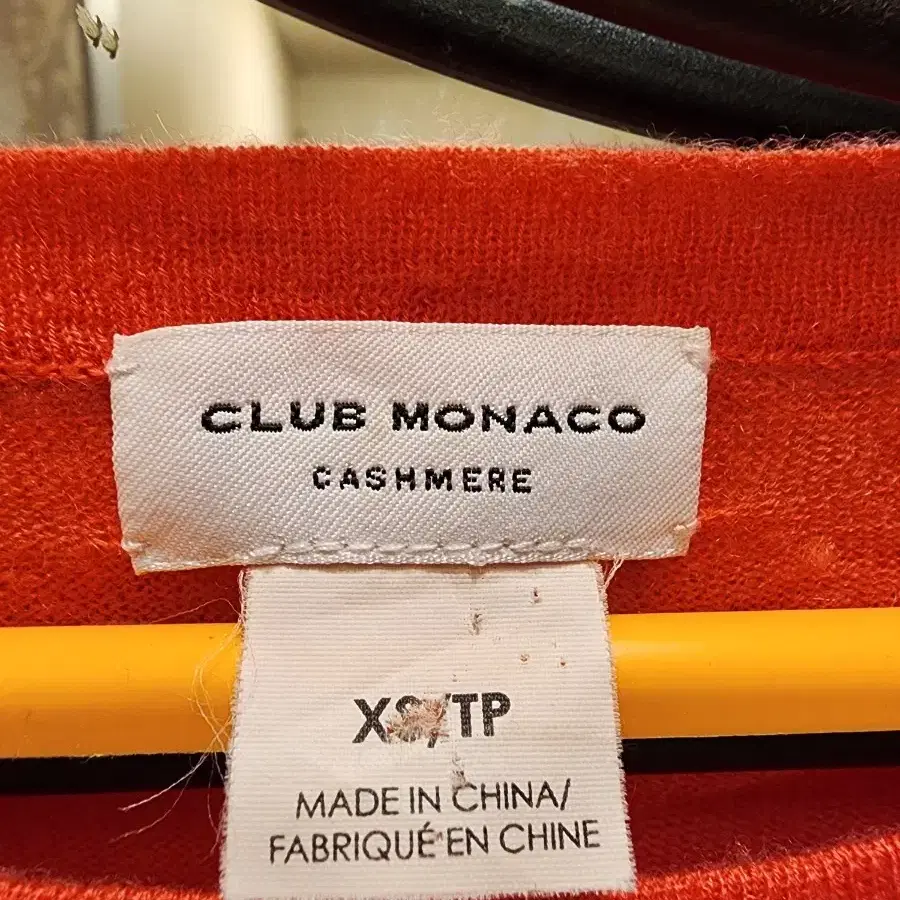 CLUB MONACO
CASHMERE
XS/TP
MADE IN CHINA/
FABRIQUÉ EN CHINE